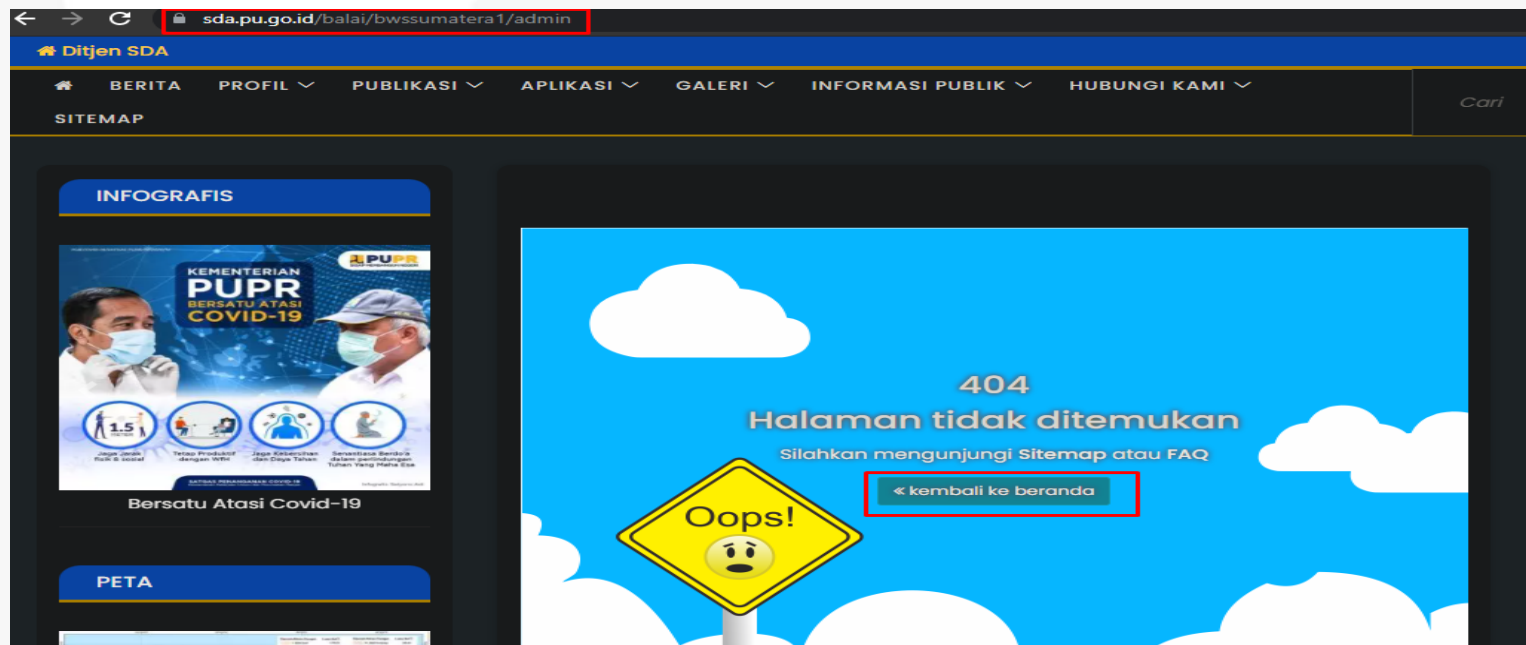 sda.pu.go.id/balai/bwssumatera1/admin
Ditjen SDA
BERITA PROFIL PUBLIKASI APLIKASI GALERI INFORMASI PUBLIK HUBUNGI KAMI
SITEMAP
Cari
INFOGRAFIS
PUPR
KEMENTERIAN
PUPR
BERSATU ATASI
COVID-19
1.5
Jaga Jarak
fisik & sosial
Tetap Produktif
dengan WFH
Jaga Kebersihan
dan Daya Tahan
Senantiasa Berdo'a
dalam perlindungan
Tuhan Yang Maha Esa
Bersatu Atasi Covid-19
PETA
404
Halaman tidak ditemukan
Silahkan mengunjungi Sitemap atau FAQ
« kembali ke beranda
Oops!